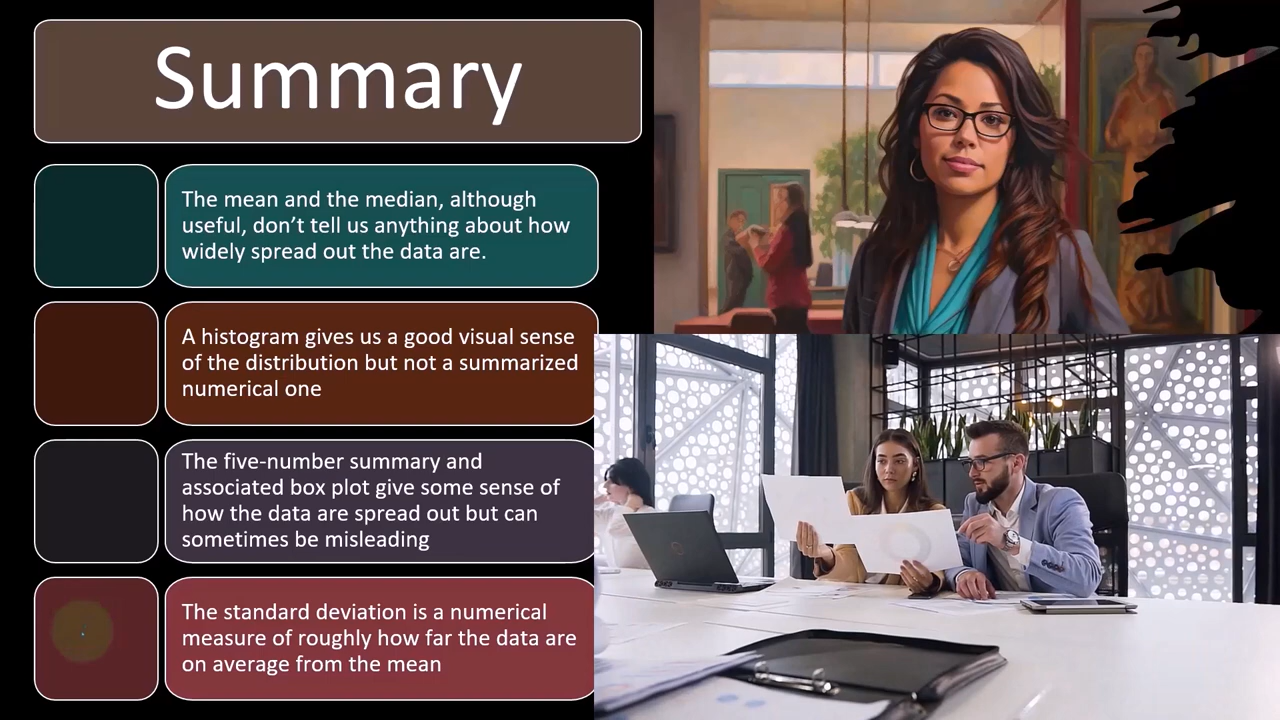 Summary
The mean and the median, although
useful, don’t tell us anything about how
widely spread out the data are.
A histogram gives us a good visual sense
of the distribution but not a summarized
numerical one
The five-number summary and
associated box plot give some sense of
how the data are spread out but can
sometimes be misleading
The standard deviation is a numerical
measure of roughly how far the data are
on average from the mean